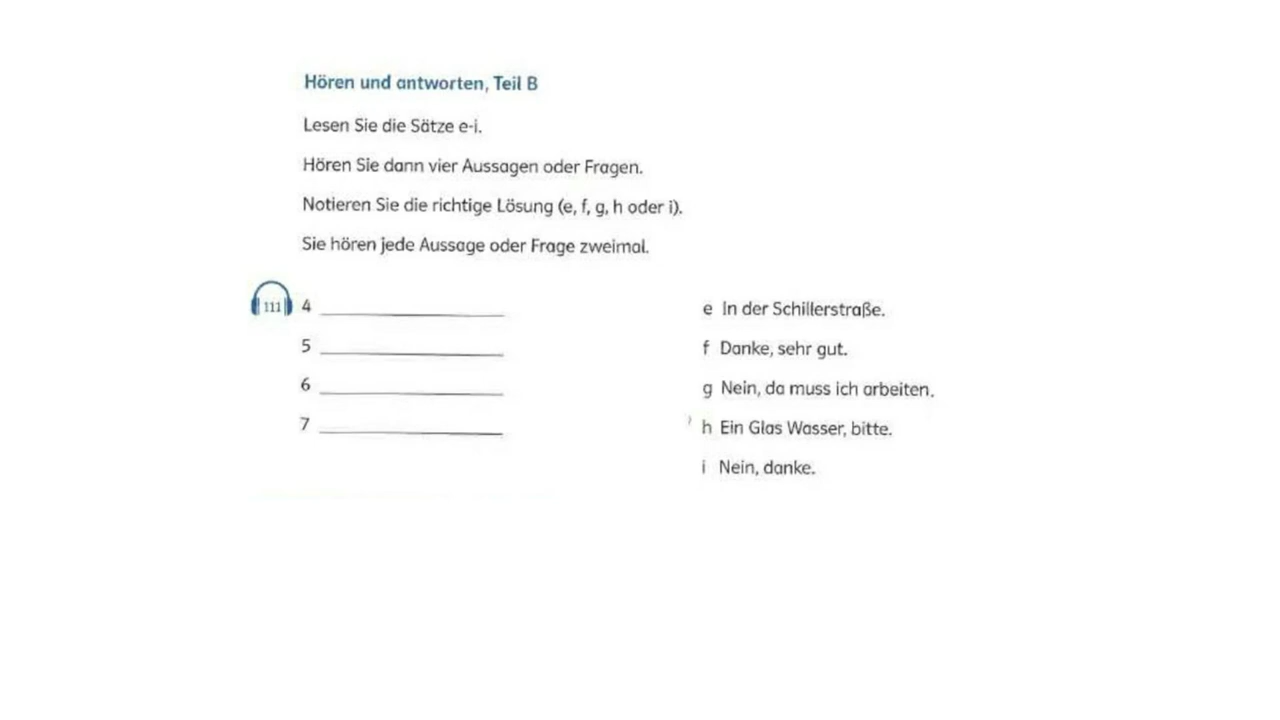 Hören und antworten, Teil B
Lesen Sie die Sätze e-i.
Hören Sie dann vier Aussagen oder Fragen.
Notieren Sie die richtige Lösung (e, f, g, h oder i).
Sie hören jede Aussage oder Frage zweimal.
111 4
5
6
7
e In der Schillerstraße.
f Danke, sehr gut.
g Nein, da muss ich arbeiten.
h Ein Glas Wasser, bitte.
i Nein, danke.